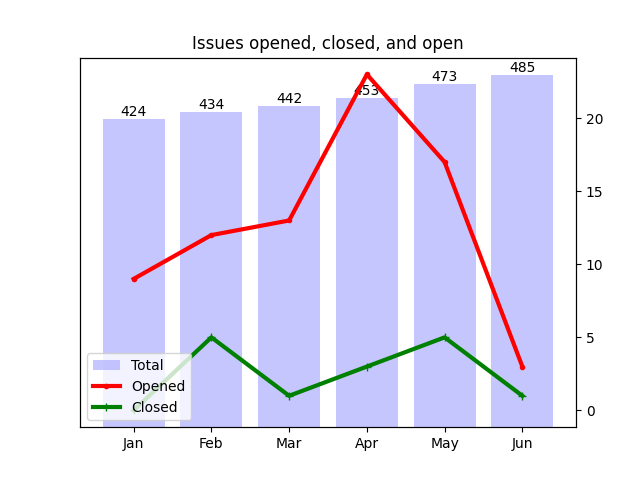 Issues opened, closed, and open
424 434 442 453 473 485
20
15
10
5
0
Total
Opened
Closed
Jan Feb Mar Apr May Jun